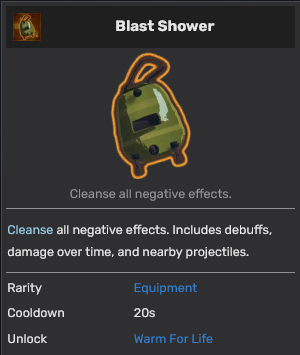 Blast Shower
Cleanse all negative effects.
Cleanse all negative effects. Includes debuffs,
damage over time, and nearby projectiles.
Rarity Equipment
Cooldown 20s
Unlock Warm For Life